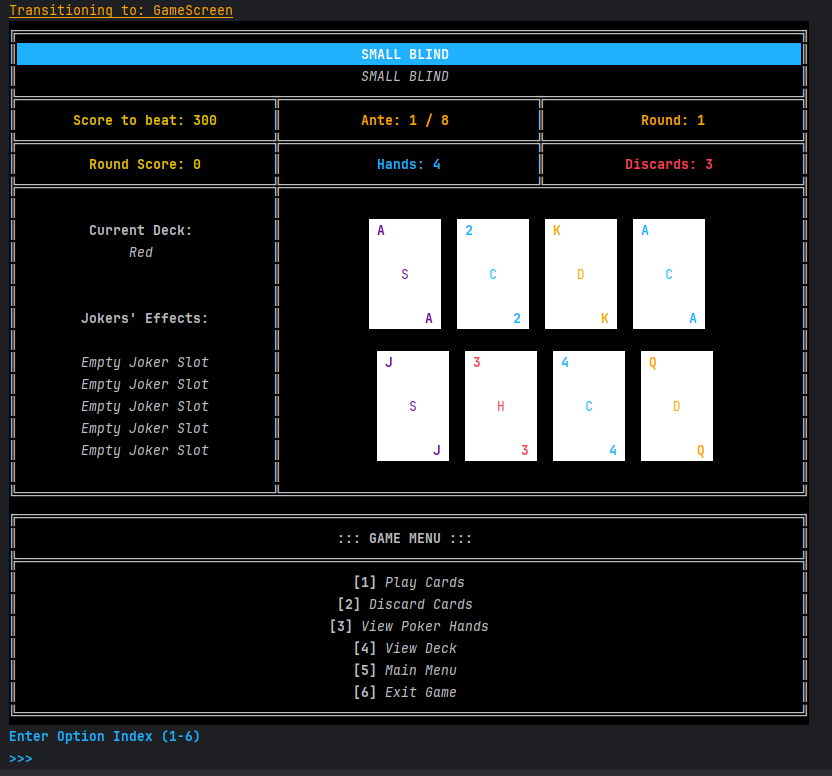 Transitioning to: GameScreen
SMALL BLIND
SMALL BLIND
Score to beat: 300 Ante: 1 / 8 Round: 1
Round Score: 0 Hands: 4 Discards: 3
Current Deck:
Red
Jokers' Effects:
Empty Joker Slot
Empty Joker Slot
Empty Joker Slot
Empty Joker Slot
Empty Joker Slot
A 2 K A
S C D C
A 2 K A
J 3 4 Q
S H C D
J 3 4 Q
::: GAME MENU :::
[1] Play Cards
[2] Discard Cards
[3] View Poker Hands
[4] View Deck
[5] Main Menu
[6] Exit Game
Enter Option Index (1-6)
>>>